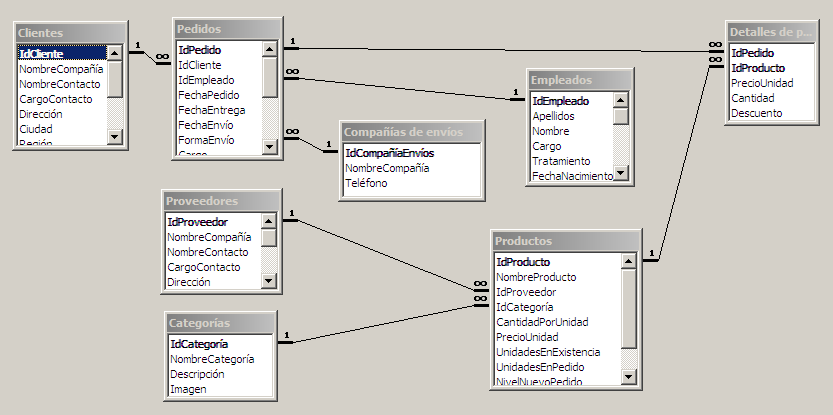 Clientes
IdCliente
NombreCompañía
NombreContacto
CargoContacto
Dirección
Ciudad
Región
1
∞
Pedidos
IdPedido
IdCliente
IdEmpleado
FechaPedido
FechaEntrega
FechaEnvío
FormaEnvío
Cargo
1
∞
∞
Detalles de p...
IdPedido
IdProducto
PrecioUnidad
Cantidad
Descuento
∞
∞
Empleados
IdEmpleado
Apellidos
Nombre
Cargo
Tratamiento
FechaNacimiento
1
Compañías de envíos
IdCompañíaEnvíos
NombreCompañía
Teléfono
1
Proveedores
IdProveedor
NombreCompañía
NombreContacto
CargoContacto
Dirección
1
Productos
IdProducto
NombreProducto
IdProveedor
IdCategoría
CantidadPorUnidad
PrecioUnidad
UnidadesEnExistencia
UnidadesEnPedido
NivelNuevoPedido
1
∞
∞
Categorías
IdCategoría
NombreCategoría
Descripción
Imagen
1